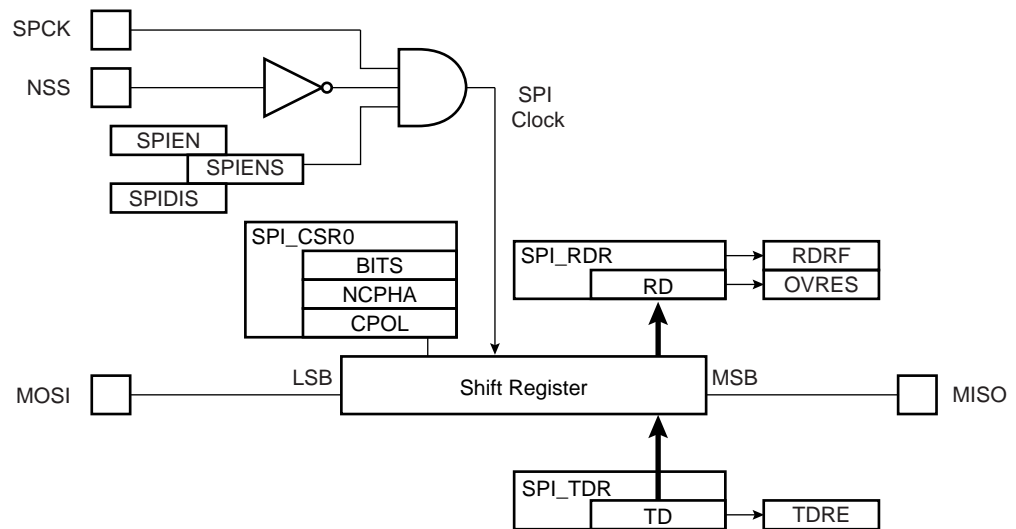 SPCK
NSS
SPI
Clock
SPIEN
SPIENS
SPIDIS
SPI_CSR0
BITS
NCPHA
CPOL
SPI_RDR
RD
RDRF
OVRES
MOSI
LSB
Shift Register
MSB
MISO
SPI_TDR
TD
TDRE